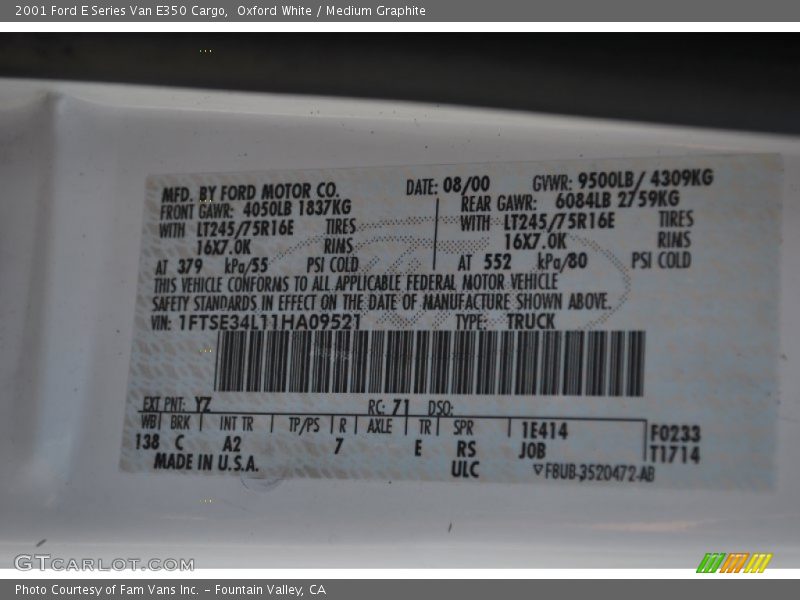 2001 Ford E Series Van E350 Cargo,  Oxford White / Medium Graphite
MFD. BY FORD MOTOR CO. DATE: 08/00 GVWR: 9500LB/ 4309KG
FRONT GAWR: 4050LB 1837KG REAR GAWR: 6084LB 2759KG
WITH LT245/75R16E TIRES WITH LT245/75R16E TIRES
16X7.0K RIMS 16X7.0K RIMS
AT 379 kPa/55 PSI COLD AT 552 kPa/80 PSI COLD
THIS VEHICLE CONFORMS TO ALL APPLICABLE FEDERAL MOTOR VEHICLE
SAFETY STANDARDS IN EFFECT ON THE DATE OF MANUFACTURE SHOWN ABOVE.
VIN: 1FTSE34L11HA09521 TYPE: TRUCK
EXT PNT: YZ RC: 71 DSO:
WB BRK INT TR TP/PS R AXLE TR SPR 1E414 F0233
138 C A2 7 E RS JOB T1714
MADE IN U.S.A. ULC ▽F8UB-3520472-AB
GTCARLOT.COM
Photo Courtesy of Fam Vans Inc. - Fountain Valley, CA